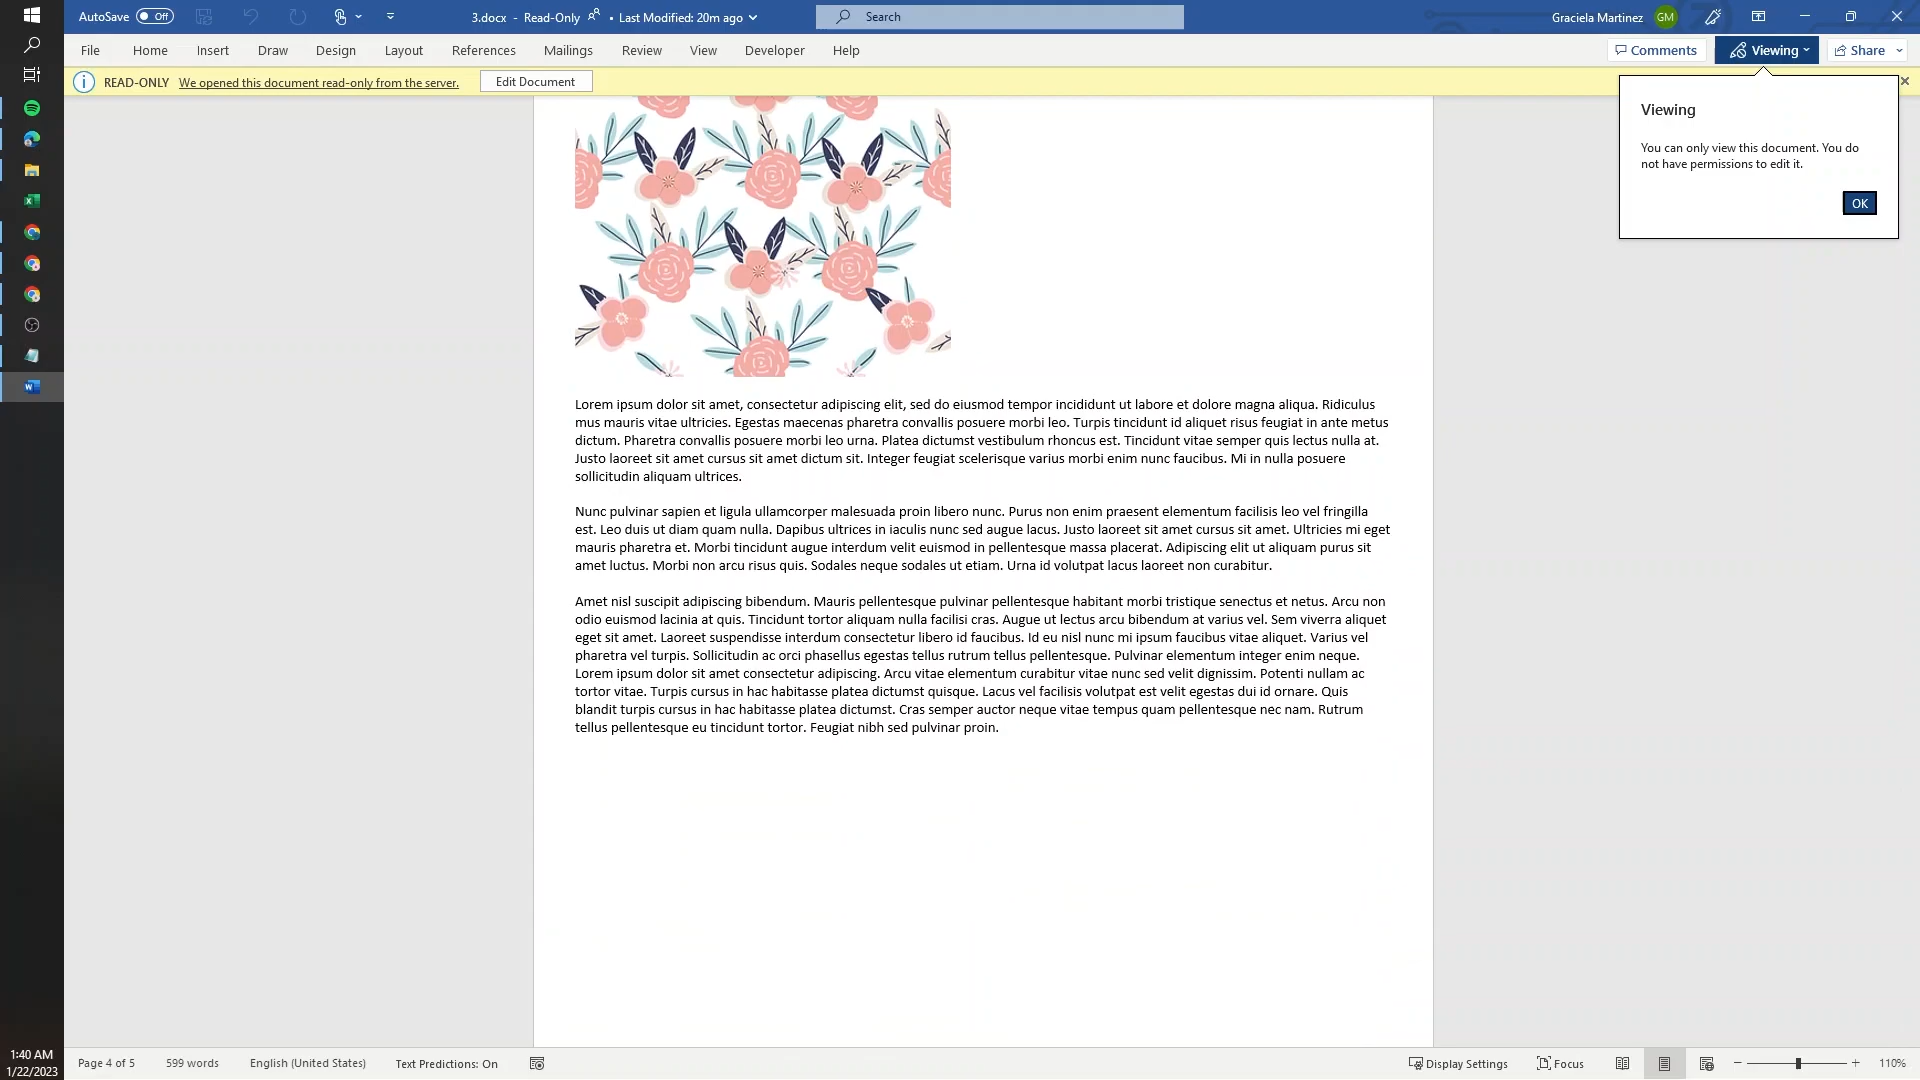 AutoSave Off
3.docx - Read-Only • Last Modified: 20m ago
Search
Graciela Martinez GM
File Home Insert Draw Design Layout References Mailings Review View Developer Help
Comments Viewing Share
READ-ONLY We opened this document read-only from the server. Edit Document
Viewing
You can only view this document. You do
not have permissions to edit it.
OK
Lorem ipsum dolor sit amet, consectetur adipiscing elit, sed do eiusmod tempor incididunt ut labore et dolore magna aliqua. Ridiculus
mus mauris vitae ultricies. Egestas maecenas pharetra convallis posuere morbi leo. Turpis tincidunt id aliquet risus feugiat in ante metus
dictum. Pharetra convallis posuere morbi leo urna. Platea dictumst vestibulum rhoncus est. Tincidunt vitae semper quis lectus nulla at.
Justo laoreet sit amet cursus sit amet dictum sit. Integer feugiat scelerisque varius morbi enim nunc faucibus. Mi in nulla posuere
sollicitudin aliquam ultrices.
Nunc pulvinar sapien et ligula ullamcorper malesuada proin libero nunc. Purus non enim praesent elementum facilisis leo vel fringilla
est. Leo duis ut diam quam nulla. Dapibus ultrices in iaculis nunc sed augue lacus. Justo laoreet sit amet cursus sit amet. Ultricies mi eget
mauris pharetra et. Morbi tincidunt augue interdum velit euismod in pellentesque massa placerat. Adipiscing elit ut aliquam purus sit
amet luctus. Morbi non arcu risus quis. Sodales neque sodales ut etiam. Urna id volutpat lacus laoreet non curabitur.
Amet nisl suscipit adipiscing bibendum. Mauris pellentesque pulvinar pellentesque habitant morbi tristique senectus et netus. Arcu non
odio euismod lacinia at quis. Tincidunt tortor aliquam nulla facilisi cras. Augue ut lectus arcu bibendum at varius vel. Sem viverra aliquet
eget sit amet. Laoreet suspendisse interdum consectetur libero id faucibus. Id eu nisl nunc mi ipsum faucibus vitae aliquet. Varius vel
pharetra vel turpis. Sollicitudin ac orci phasellus egestas tellus rutrum tellus pellentesque. Pulvinar elementum integer enim neque.
Lorem ipsum dolor sit amet consectetur adipiscing. Arcu vitae elementum curabitur vitae nunc sed velit dignissim. Potenti nullam ac
tortor vitae. Turpis cursus in hac habitasse platea dictumst quisque. Lacus vel facilisis volutpat est velit egestas dui id ornare. Quis
blandit turpis cursus in hac habitasse platea dictumst. Cras semper auctor neque vitae tempus quam pellentesque nec nam. Rutrum
tellus pellentesque eu tincidunt tortor. Feugiat nibh sed pulvinar proin.
1:40 AM
1/22/2023
Page 4 of 5 599 words English (United States) Text Predictions: On
Display Settings Focus 110%